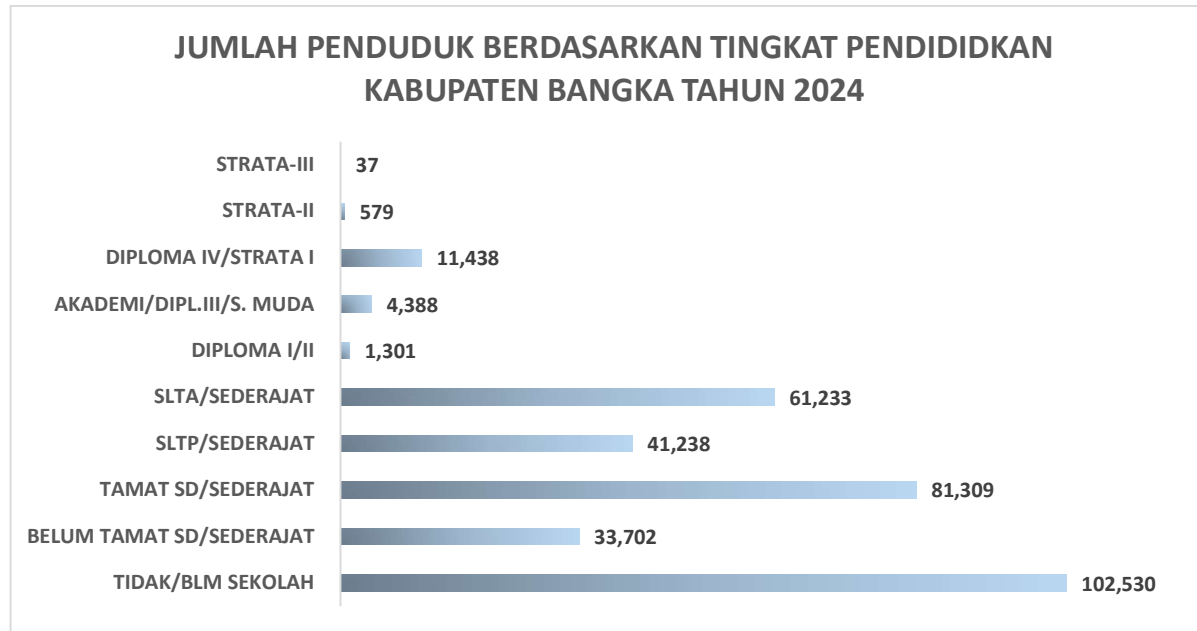 JUMLAH PENDUDUK BERDASARKAN TINGKAT PENDIDIDKAN
KABUPATEN BANGKA TAHUN 2024
STRATA-III 37
STRATA-II 579
DIPLOMA IV/STRATA I 11,438
AKADEMI/DIPL.III/S. MUDA 4,388
DIPLOMA I/II 1,301
SLTA/SEDERAJAT 61,233
SLTP/SEDERAJAT 41,238
TAMAT SD/SEDERAJAT 81,309
BELUM TAMAT SD/SEDERAJAT 33,702
TIDAK/BLM SEKOLAH 102,530